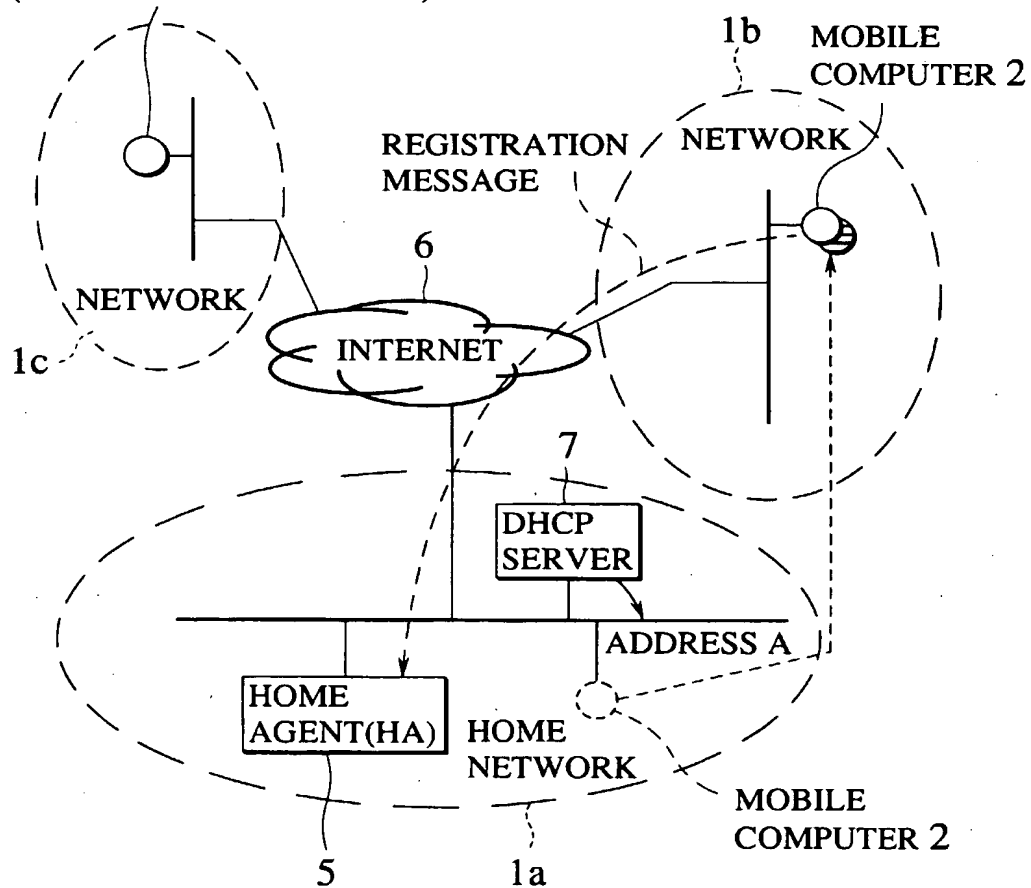 1b
MOBILE
COMPUTER 2
REGISTRATION
MESSAGE
NETWORK
6
NETWORK
INTERNET
1c
7
DHCP
SERVER
ADDRESS A
HOME
AGENT(HA)
HOME
NETWORK
MOBILE
COMPUTER 2
5
1a